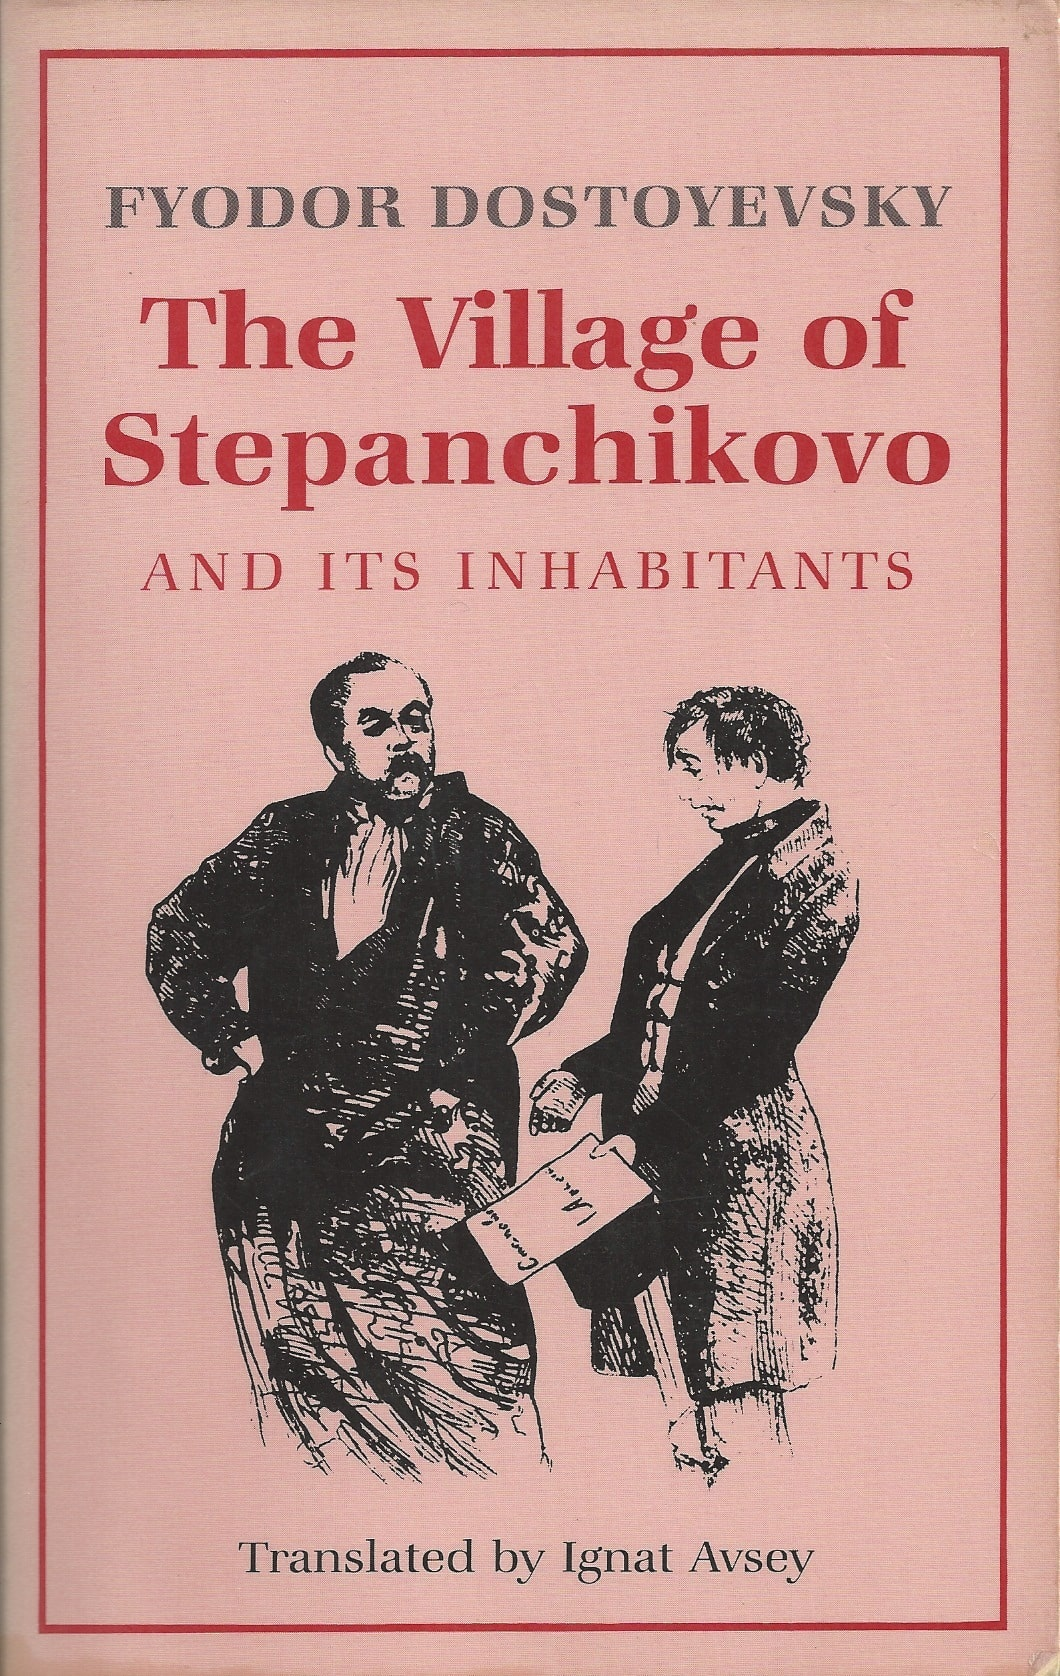 FYODOR DOSTOYEVSKY
The Village of
Stepanchikovo
AND ITS INHABITANTS
Translated by Ignat Avsey